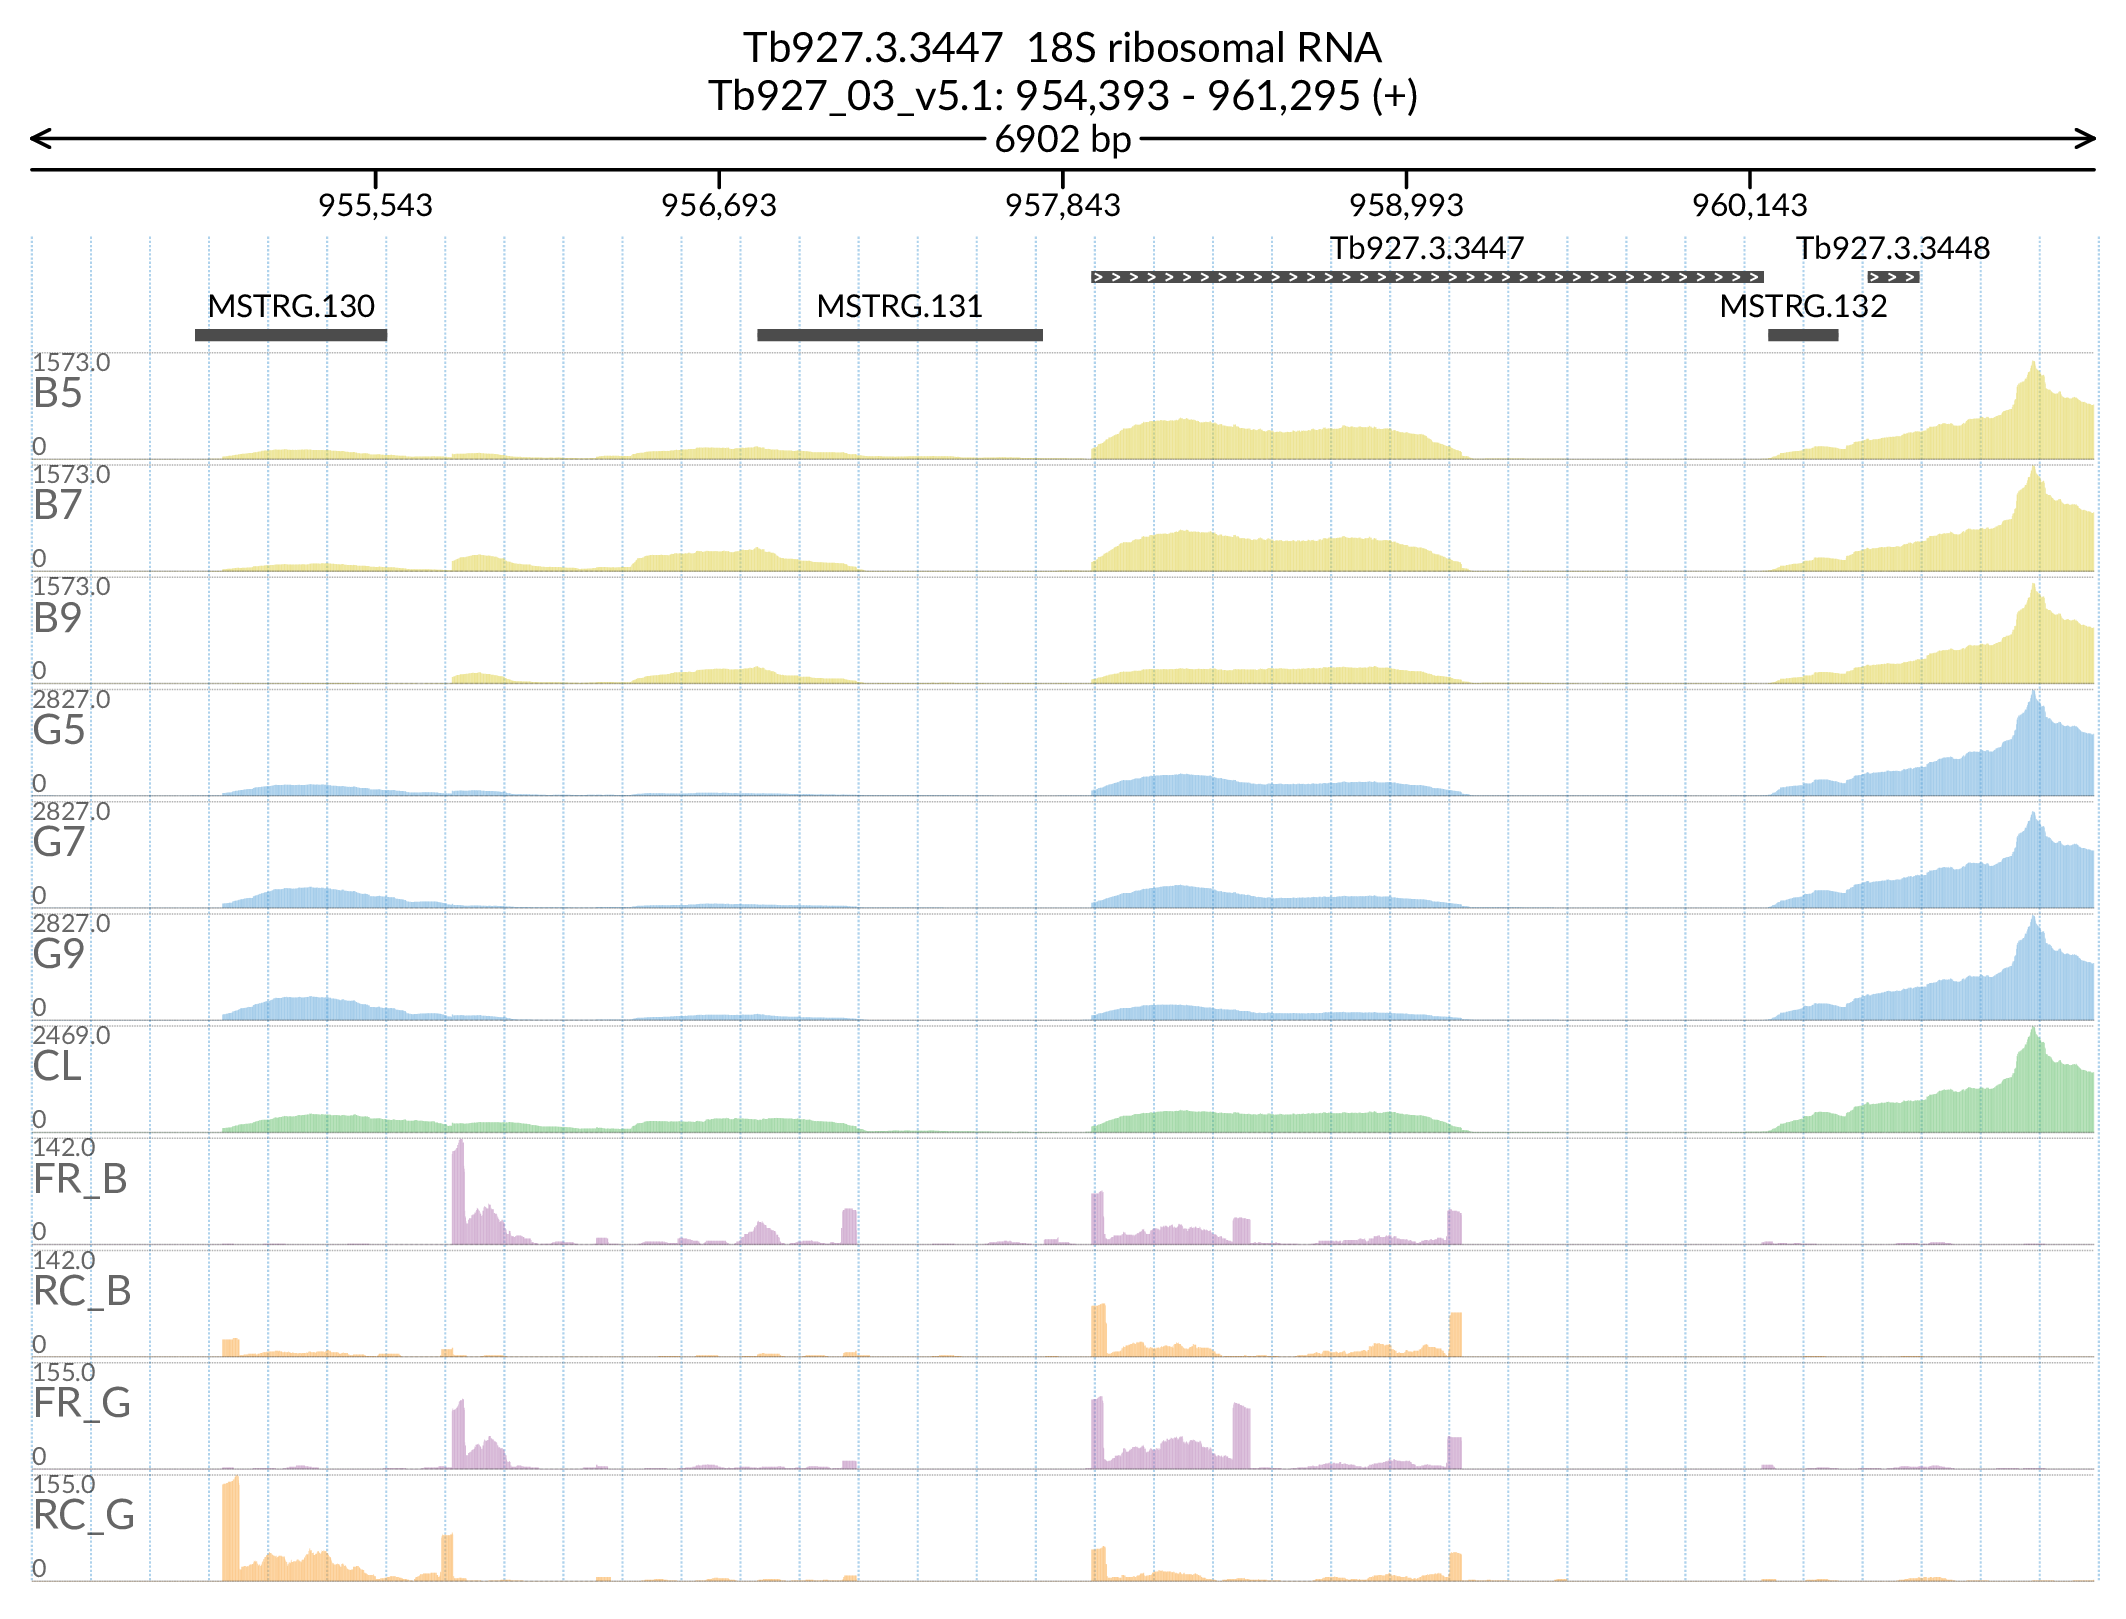 Tb927.3.3447 18S ribosomal RNA
Tb927_03_v5.1: 954,393 - 961,295 (+)
6902 bp
955,543 956,693 957,843 958,993 960,143
Tb927.3.3447 Tb927.3.3448
MSTRG.130 MSTRG.131 MSTRG.132
1573.0
B5
0
1573.0
B7
0
1573.0
B9
0
2827.0
G5
0
2827.0
G7
0
2827.0
G9
0
2469.0
CL
0
142.0
FR_B
0
142.0
RC_B
0
155.0
FR_G
0
155.0
RC_G
0